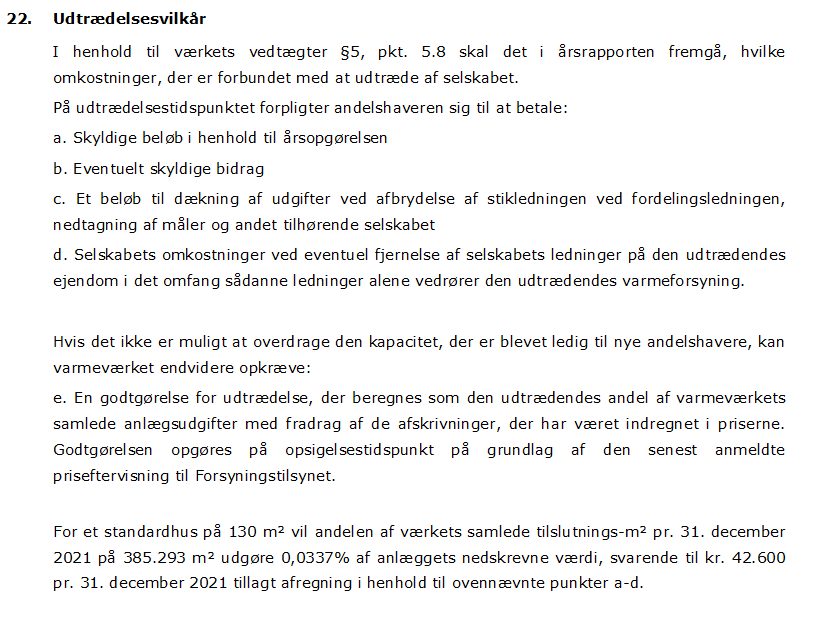 22. Udtrædelsesvilkår
I henhold til værkets vedtægter §5, pkt. 5.8 skal det i årsrapporten fremgå, hvilke
omkostninger, der er forbundet med at udtræde af selskabet.
På udtrædelsestidspunktet forpligter andelshaveren sig til at betale:
a. Skyldige beløb i henhold til årsopgørelsen
b. Eventuelt skyldige bidrag
c. Et beløb til dækning af udgifter ved afbrydelse af stikledningen ved fordelingsledningen,
nedtagning af måler og andet tilhørende selskabet
d. Selskabets omkostninger ved eventuel fjernelse af selskabets ledninger på den udtrædendes
ejendom i det omfang sådanne ledninger alene vedrører den udtrædendes varmeforsyning.
Hvis det ikke er muligt at overdrage den kapacitet, der er blevet ledig til nye andelshavere, kan
varmeværket endvidere opkræve:
e. En godtgørelse for udtrædelse, der beregnes som den udtrædendes andel af varmeværkets
samlede anlægsudgifter med fradrag af de afskrivninger, der har været indregnet i priserne.
Godtgørelsen opgøres på opsigelsestidspunkt på grundlag af den senest anmeldte
priseftervisning til Forsyningstilsynet.
For et standardhus på 130 m² vil andelen af værkets samlede tilslutnings-m² pr. 31. december
2021 på 385.293 m² udgøre 0,0337% af anlæggets nedskrevne værdi, svarende til kr. 42.600
pr. 31. december 2021 tillagt afregning i henhold til ovennævnte punkter a-d.